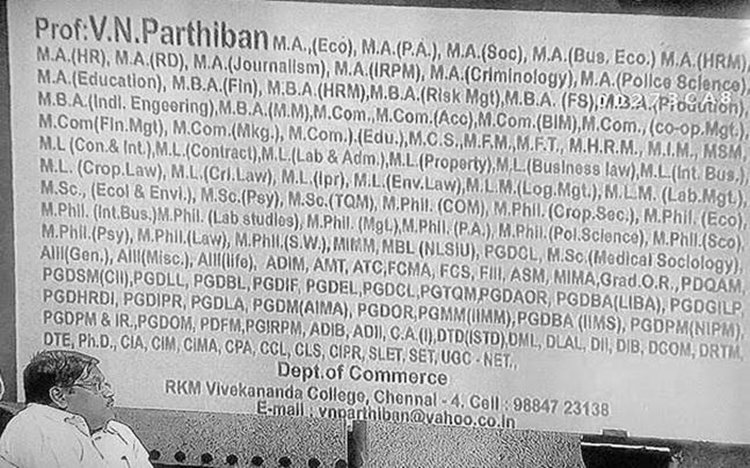 Prof:V.N.Parthiban M.A.,(Eco), M.A.(P.A.), M.A.(Soc), M.A.(Bus, Eco.) M.A.(HRM),
M.A.(HR), M.A.(RD), M.A.(Journalism), M.A.(IRPM), M.A.(Criminology), M.A.(Police Science),
M.A.(Education), M.B.A.(Fin), M.B.A.(HRM),M.B.A.(Risk Mgt),M.B.A. (FS),M.B.A.(Prodution),
M.B.A.(Indl. Engeering),M.B.A.(M.M),M.Com.,M.Com.(Acc),M.Com.(BIM),M.Com., (co-op.Mgt.),
M.Com(Fin.Mgt), M.Com.(Mkg.), M.Com.).(Edu.),M.C.S.,M.F.M.,M.F.T., M.H.R.M., M.I.M., MSM,
M.L (Con.& Int.),M.L.(Contract),M.L.(Lab & Adm.),M.L.(Property),M.L.(Business law),M.L.(Int. Bus.),
M.L. (Crop.Law), M.L.(Cri.Law), M.L.(Ipr), M.L.(Env.Law),M.L.M.(Log.Mgt.), M.L.M. (Lab.Mgt.),
M.Sc., (Ecol & Envi.), M.Sc.(Psy), M.Sc.(TQM), M.Phil. (COM), M.Phil. (Crop.Sec.), M.Phil. (Eco)
M.Phil. (Int.Bus.)M.Phil. (Lab studies), M.Phil. (MgL),M.Phil. (P.A.) M.Phil.(Pol.Science), M.Phil.(Sco)
M.Phil.(Psy), M.Phil.(Law), M.Phil.(S.W.),MIMM, MBL (NLSIU), PGDCL, M.Sc.(Medical Sociology),
AIII(Gen.), AIII(Misc.), AIII(life), ADIM, AMT, ATC,FCMA, FCS, FIII, ASM, MIMA,Grad.O.R., PDQAM,
PGDSM(CII),PGDLL, PGDBL, PGDIF, PGDEL,PGDCL,PGTQM,PGDAOR, PGDBA(LIBA), PGDGILP,
PGDHRDI, PGDIPR, PGDLA, PGDM(AIMA), PGDOR,PGMM(IIMM),PGDBA (IIMS), PGDPM(NIPM),
PGDPM & IR.,PGDOM, PDFM,PGIRPM, ADIB, ADII, C.A.(I),DTD(ISTD),DML, DLAL, DII, DIB, DCOM, DRTM,
DTE, Ph.D., CIA, CIM, CiMA, CPA, CCL, CLS, CIPR, SLET, SET, UGC - NET.,
Dept.of Commerce
RKM Vivekananda College, Chennai - 4. Cell : 98847 23138
E-mail : vnparthiban@yahoo.co.in